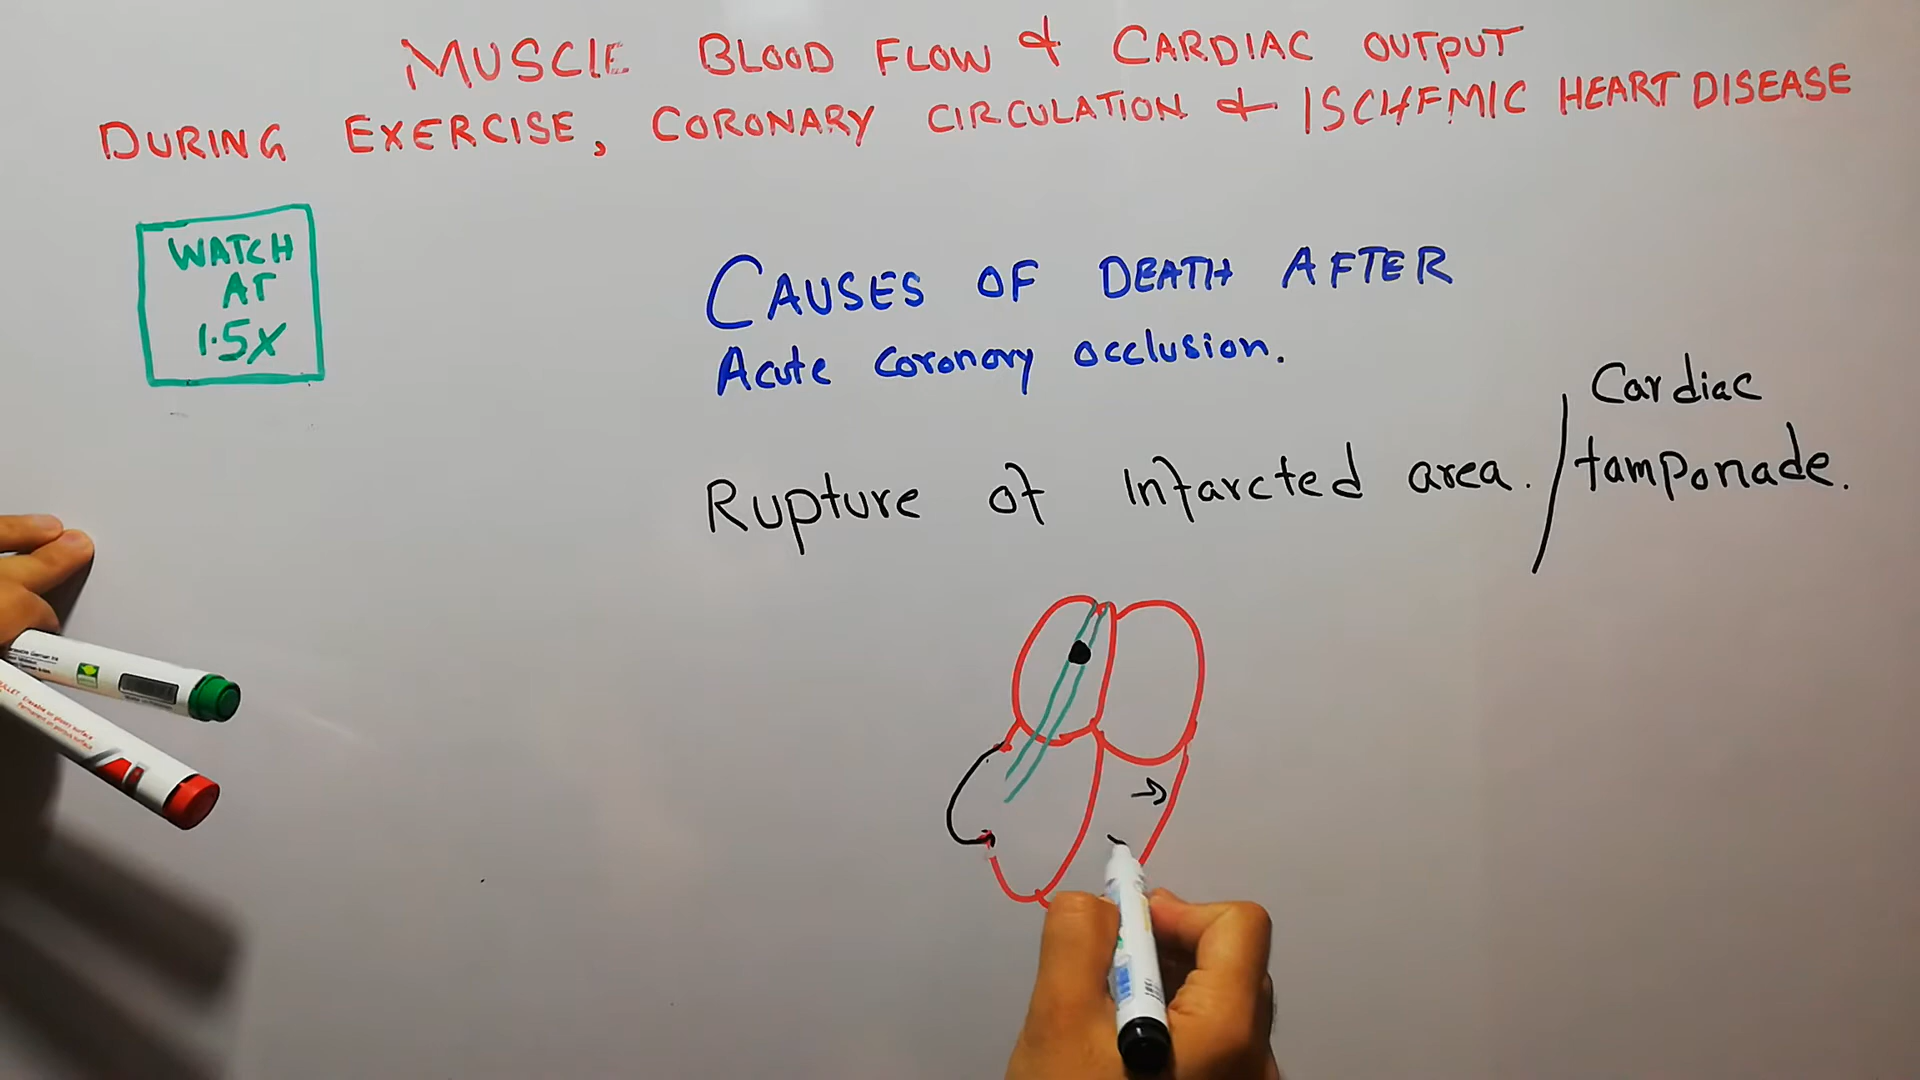 MUSCLE BLOOD FLOW & CARDIAC OUTPUT
DURING EXERCISE, CORONARY CIRCULATION & ISCHEMIC HEART DISEASE
WATCH
AT
1.5X
CAUSES OF DEATH AFTER
Acute coronary occlusion.
Rupture of Infarcted area. / Cardiac
tamponade.